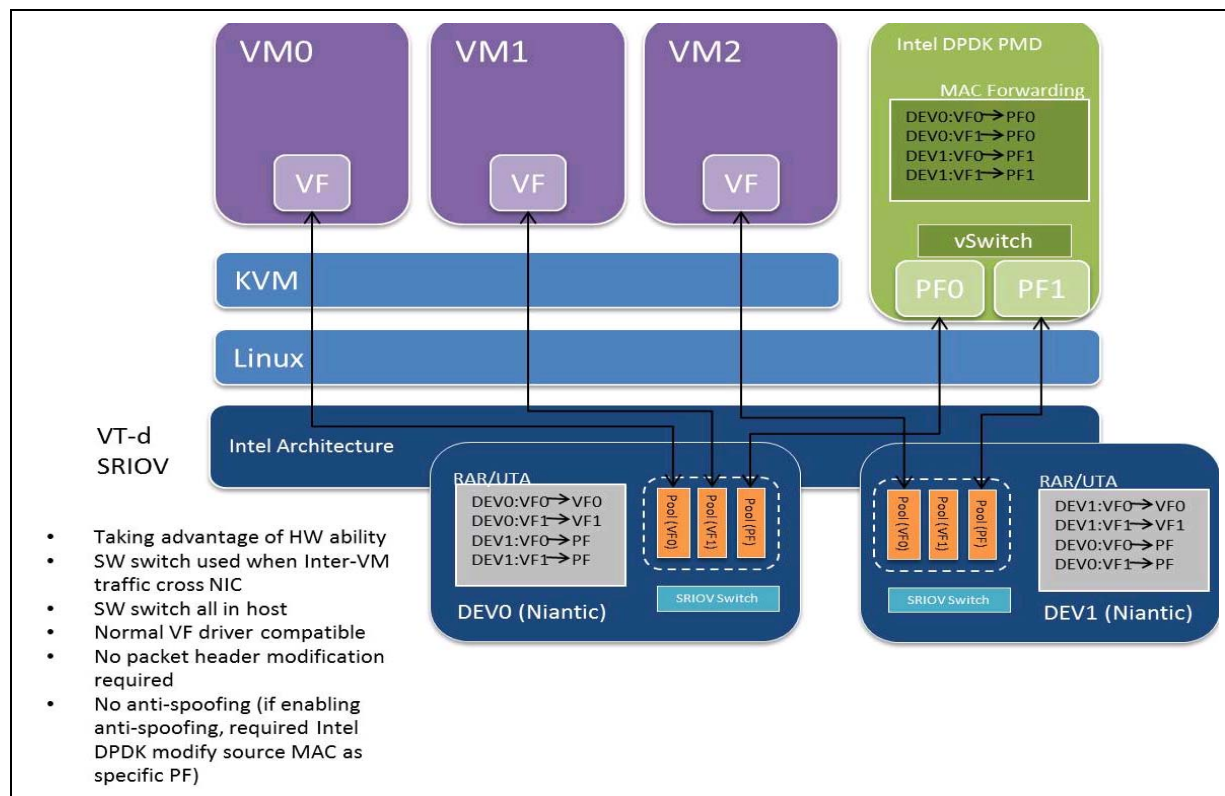 VM0
VM1
VM2
Intel DPDK PMD
MAC Forwarding
DEV0:VF0→PF0
DEV0:VF1→PF0
DEV1:VF0→PF1
DEV1:VF1→PF1
VF
VF
VF
vSwitch
PF0
PF1
KVM
Linux
VT-d
SRIOV
Intel Architecture
RAR/UTA
DEV0:VF0→VF0
DEV0:VF1→VF1
DEV1:VF0→PF
DEV1:VF1→PF
Pool(VF0)
Pool(VF1)
Pool(PF)
SRIOV Switch
DEV0 (Niantic)
Pool(VF0)
Pool(VF1)
Pool(PF)
SRIOV Switch
RAR/UTA
DEV1:VF0→VF0
DEV1:VF1→VF1
DEV0:VF0→PF
DEV0:VF1→PF
DEV1 (Niantic)
• Taking advantage of HW ability
• SW switch used when Inter-VM
traffic cross NIC
• SW switch all in host
• Normal VF driver compatible
• No packet header modification
required
• No anti-spoofing (if enabling
anti-spoofing, required Intel
DPDK modify source MAC as
specific PF)